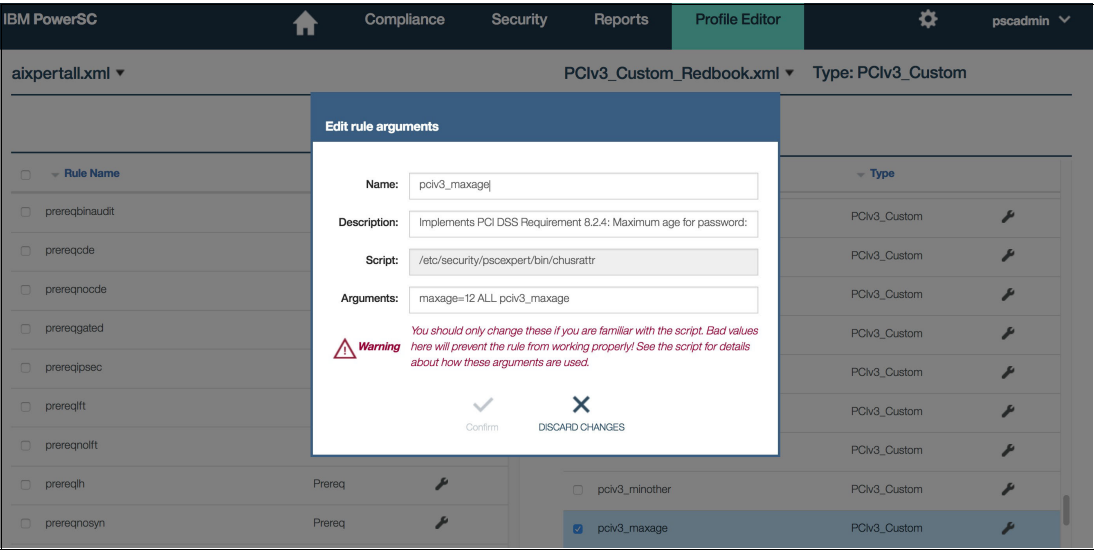 IBM PowerSC
Compliance
Security
Reports
Profile Editor
pscadmin
aixpertall.xml
PCIv3_Custom_Redbook.xml
Type: PCIv3_Custom
Edit rule arguments
Name:
pciv3_maxage
Description:
Implements PCI DSS Requirement 8.2.4: Maximum age for password:
Script:
/etc/security/pscexpert/bin/chusrattr
Arguments:
maxage=12 ALL pciv3_maxage
Warning
You should only change these if you are familiar with the script. Bad values
here will prevent the rule from working properly! See the script for details
about how these arguments are used.
Confirm
DISCARD CHANGES
Rule Name
prereqbinaudit
prereqcde
prereqnocde
prereqgated
prereqipsec
prereqlft
prereqnolft
prereqlh
Prereq
prereqnosyn
Prereq
Type
PCIv3_Custom
PCIv3_Custom
PCIv3_Custom
PCIv3_Custom
PCIv3_Custom
PCIv3_Custom
PCIv3_Custom
pciv3_minother
PCIv3_Custom
pciv3_maxage
PCIv3_Custom